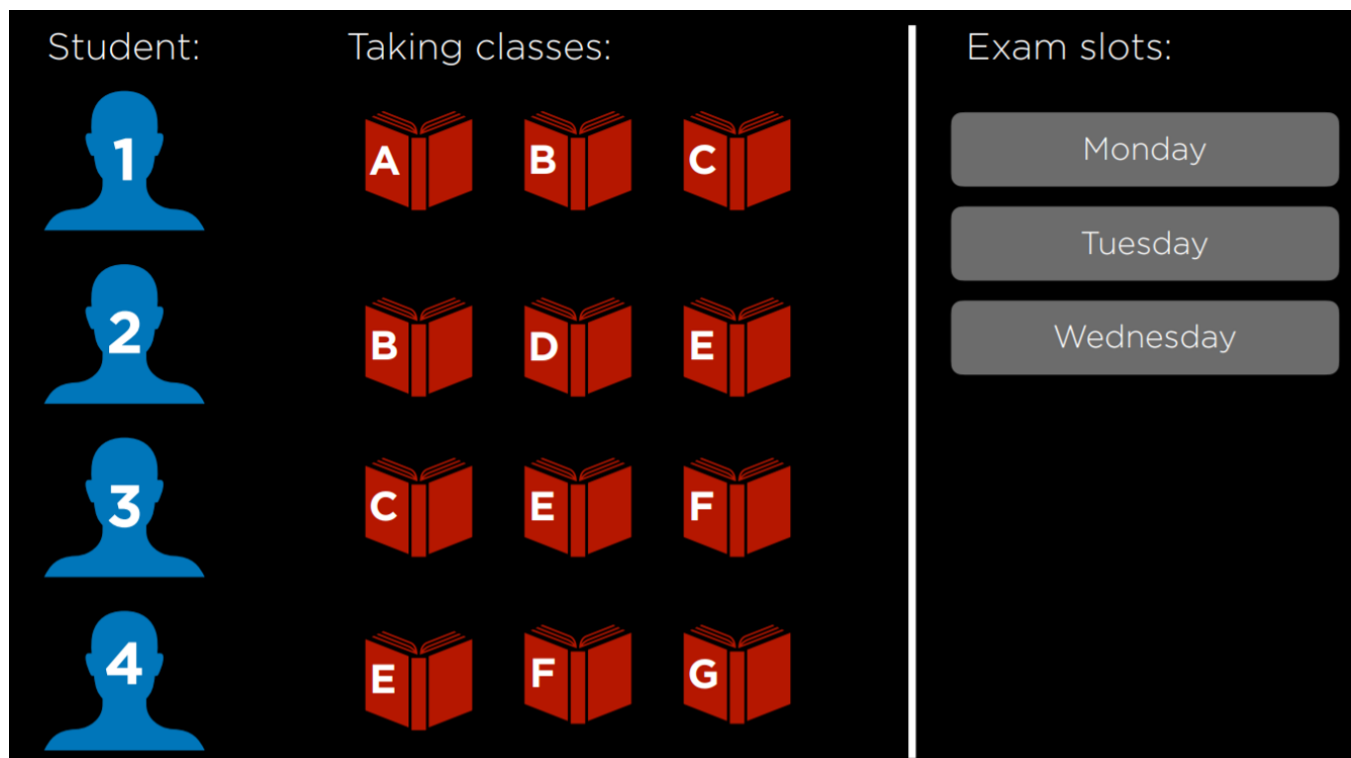 Student: Taking classes: Exam slots:
1 A B C Monday
Tuesday
2 B D E Wednesday
3 C E F
4 E F G